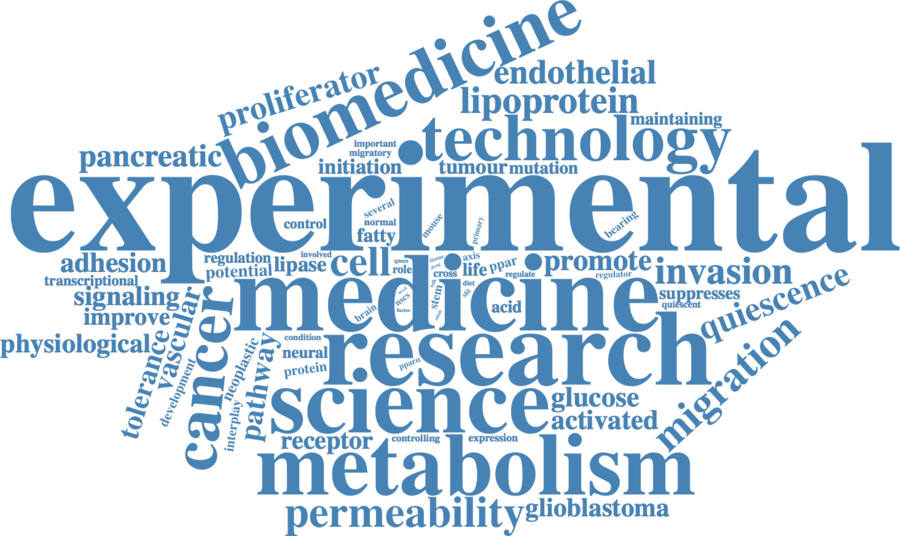 biomedicine
proliferator
endothelial
lipoprotein
maintaining
technology
important
migratory
pancreatic
initiation
tumour
mutation
experimental
several
control
normal
fatty
mouse
primary
bearing
adhesion
regulation
involved
potential
lipase
cell
role
cross
axis
life
ppar
regulate
promote
regulator
invasion
transcriptional
signaling
improve
physiological
tolerance
vascular
development
cancer
medicine
brain
nscs
factor
stem
diet
slit
acid
suppresses
quiescent
quiescence
migration
neoplastic
interplay
pathway
condition
neural
protein
research
science
glucose
activated
receptor
controlling
expression
metabolism
permeability
glioblastoma